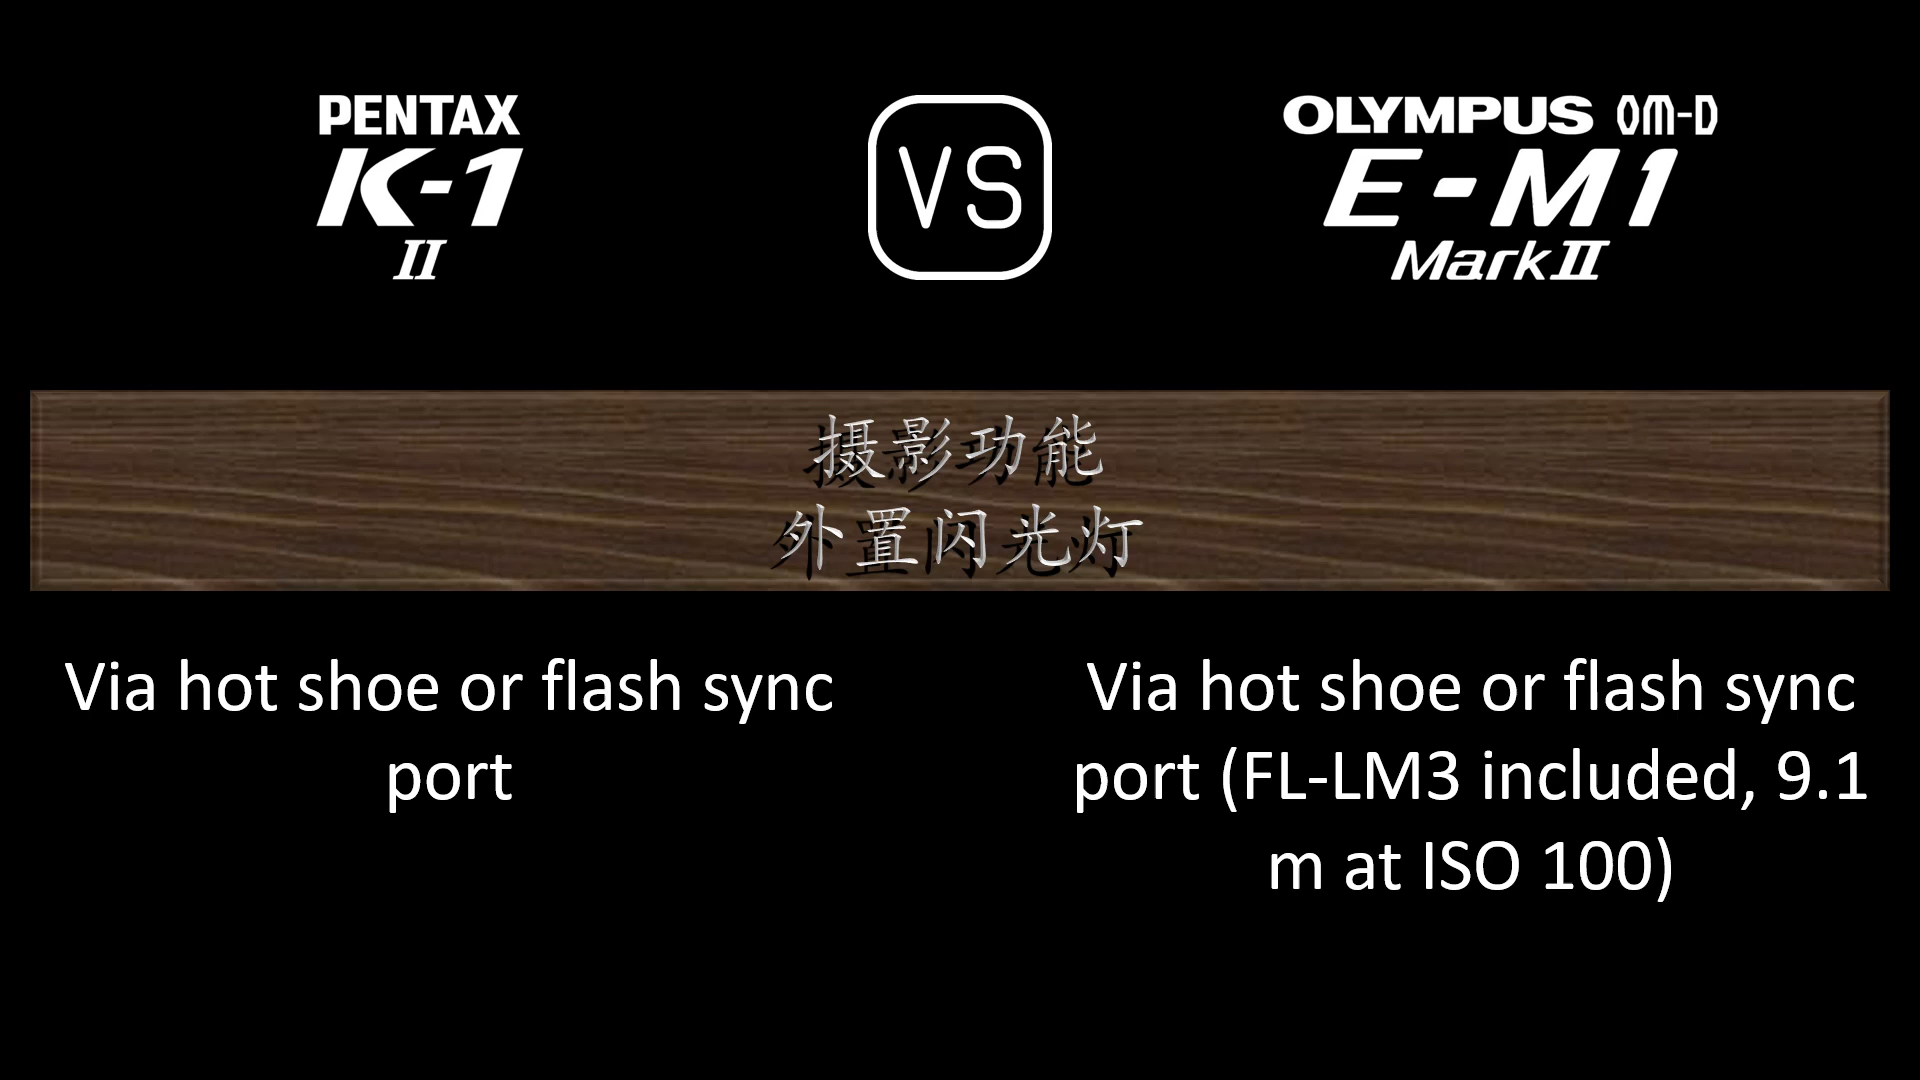 PENTAX
K-1
II
VS
OLYMPUS OM-D
E-M1
Mark II
摄影功能
外置闪光灯
Via hot shoe or flash sync
port
Via hot shoe or flash sync
port (FL-LM3 included, 9.1
m at ISO 100)